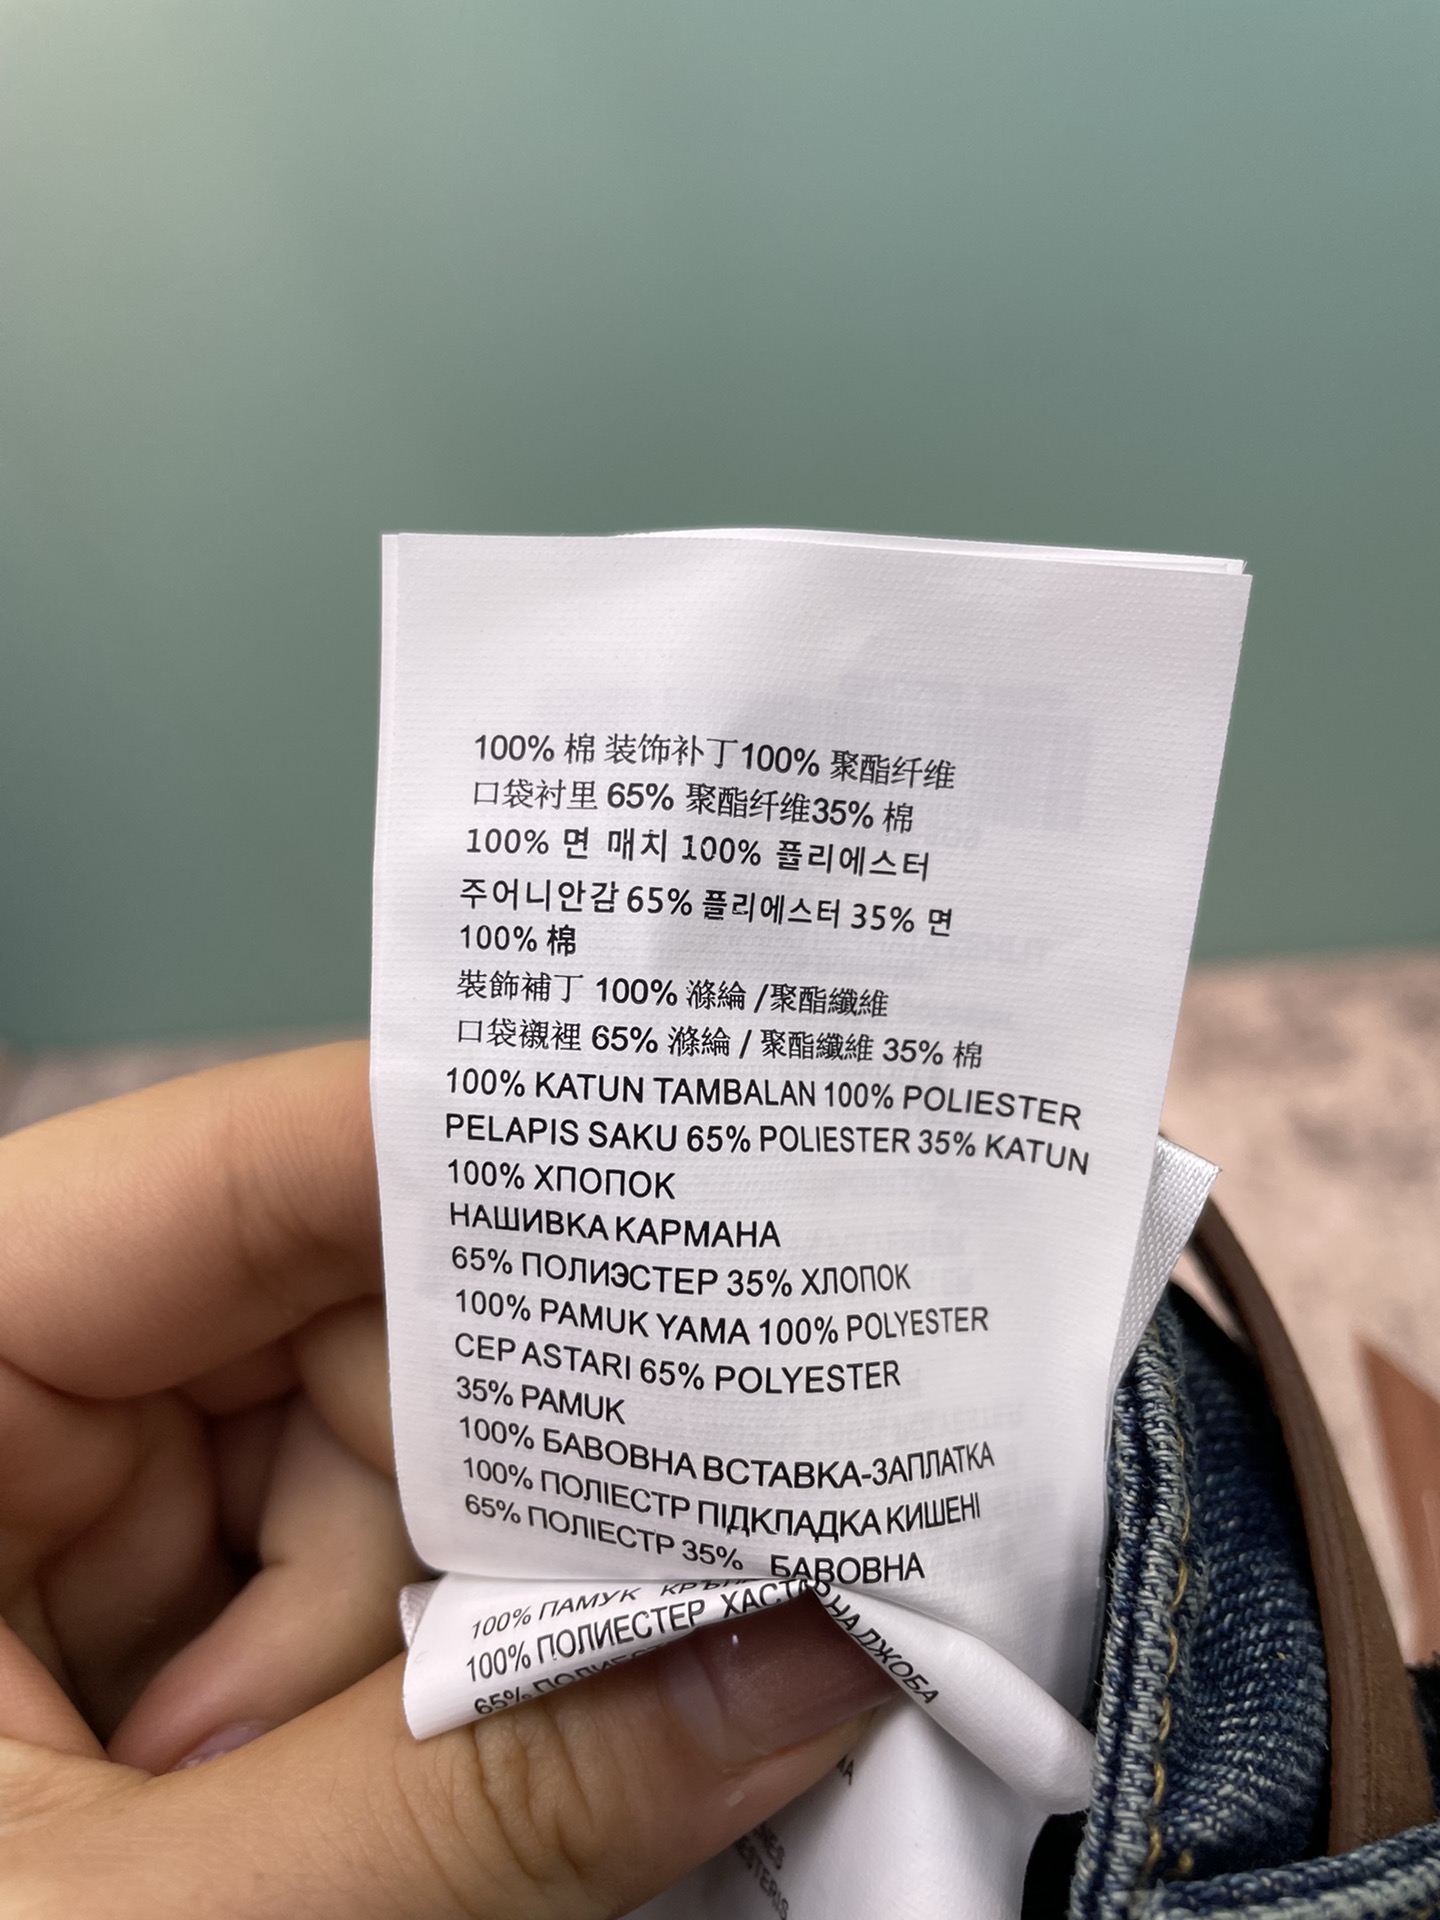 100% 棉 装饰补丁100% 聚酯纤维
口袋衬里 65% 聚酯纤维35% 棉
100% 면 매치 100% 플리에스터
주어니안감 65% 플리에스터 35% 면
100% 棉
裝飾補丁 100% 滌綸 /聚酯纖維
口袋襯裡 65% 滌綸 / 聚酯纖維 35% 棉
100% KATUN TAMBALAN 100% POLIESTER
PELAPIS SAKU 65% POLIESTER 35% KATUN
100% ХПОПОК
НАШИВКА КАРМАНА
65% ПОЛИЭСТЕР 35% ХЛОПОК
100% PAMUK YAMA 100% POLYESTER
CEP ASTARI 65% POLYESTER
35% PAMUK
100% БАВОВНА ВСТАВКА-ЗАПЛАТКА
100% ПОЛІЕСТР ПІДКЛАДКА КИШЕНІ
65% ПОЛІЕСТР 35% БАВОВНА
100% ПАМУК
100% ПОЛИЕСТЕР ХАСТАР НА ДЖОБА
65%